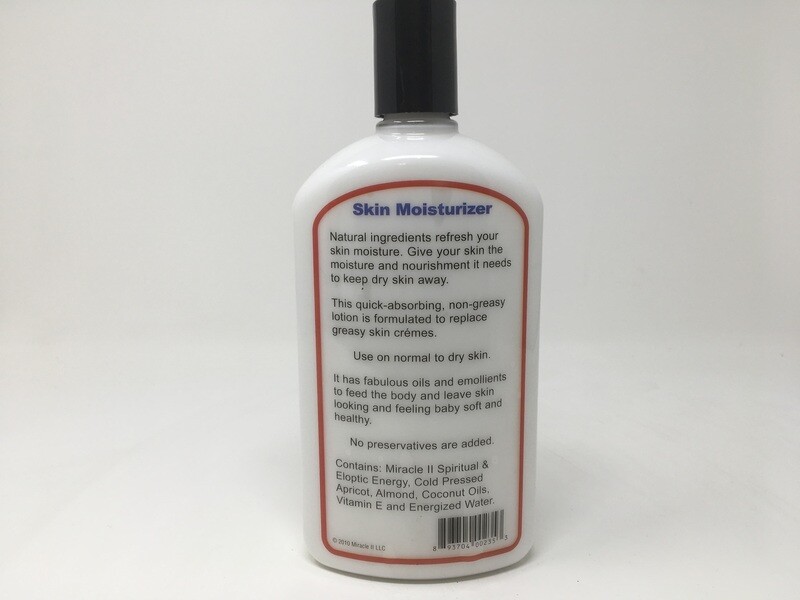 Skin Moisturizer
Natural ingredients refresh your
skin moisture. Give your skin the
moisture and nourishment it needs
to keep dry skin away.
This quick-absorbing, non-greasy
lotion is formulated to replace
greasy skin crémes.
Use on normal to dry skin.
It has fabulous oils and emollients
to feed the body and leave skin
looking and feeling baby soft and
healthy.
No preservatives are added.
Contains: Miracle II Spiritual &
Eloptic Energy, Cold Pressed
Apricot, Almond, Coconut Oils,
Vitamin E and Energized Water.
© 2010 Miracle II LLC